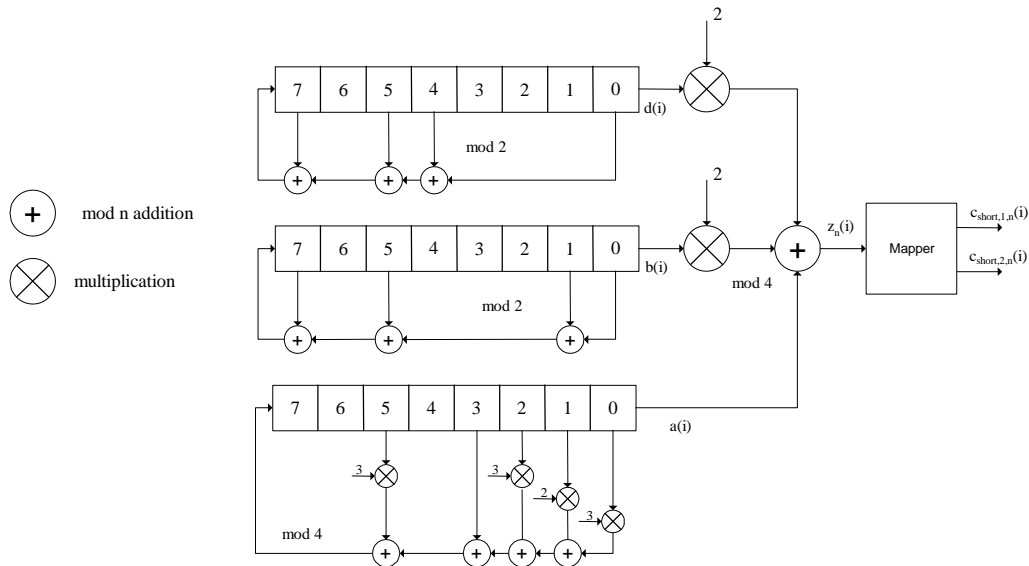 2
7 6 5 4 3 2 1 0
d(i)
mod 2
+ + +
2
+ mod n addition
7 6 5 4 3 2 1 0
b(i)
+
z_n(i)
Mapper
c_short,1,n(i)
c_short,2,n(i)
multiplication
mod 4
mod 2
+ + +
7 6 5 4 3 2 1 0
a(i)
3 3
2
3
mod 4
+ + + +